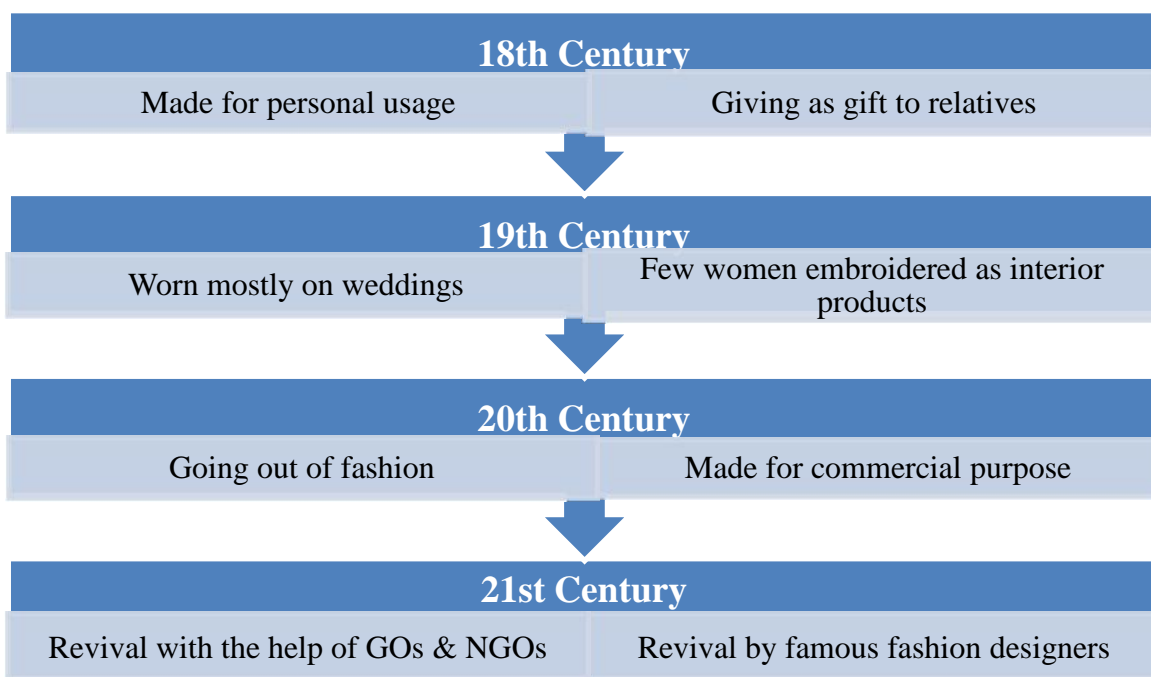 18th Century
Made for personal usage
Giving as gift to relatives
19th Century
Worn mostly on weddings
Few women embroidered as interior
products
20th Century
Going out of fashion
Made for commercial purpose
21st Century
Revival with the help of GOs & NGOs
Revival by famous fashion designers